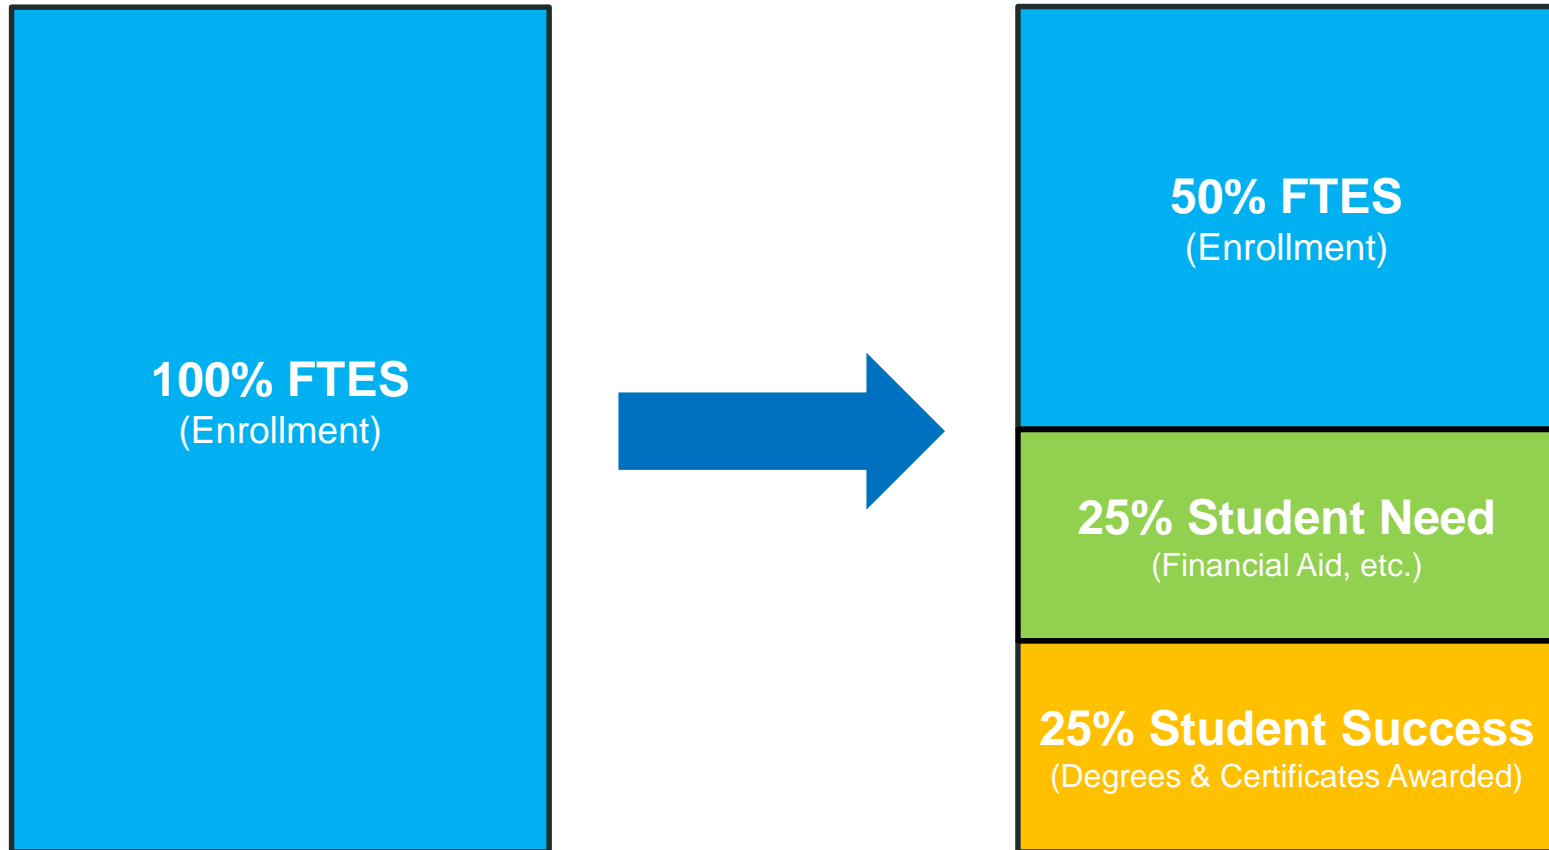 100% FTES
(Enrollment)
50% FTES
(Enrollment)
25% Student Need
(Financial Aid, etc.)
25% Student Success
(Degrees & Certificates Awarded)